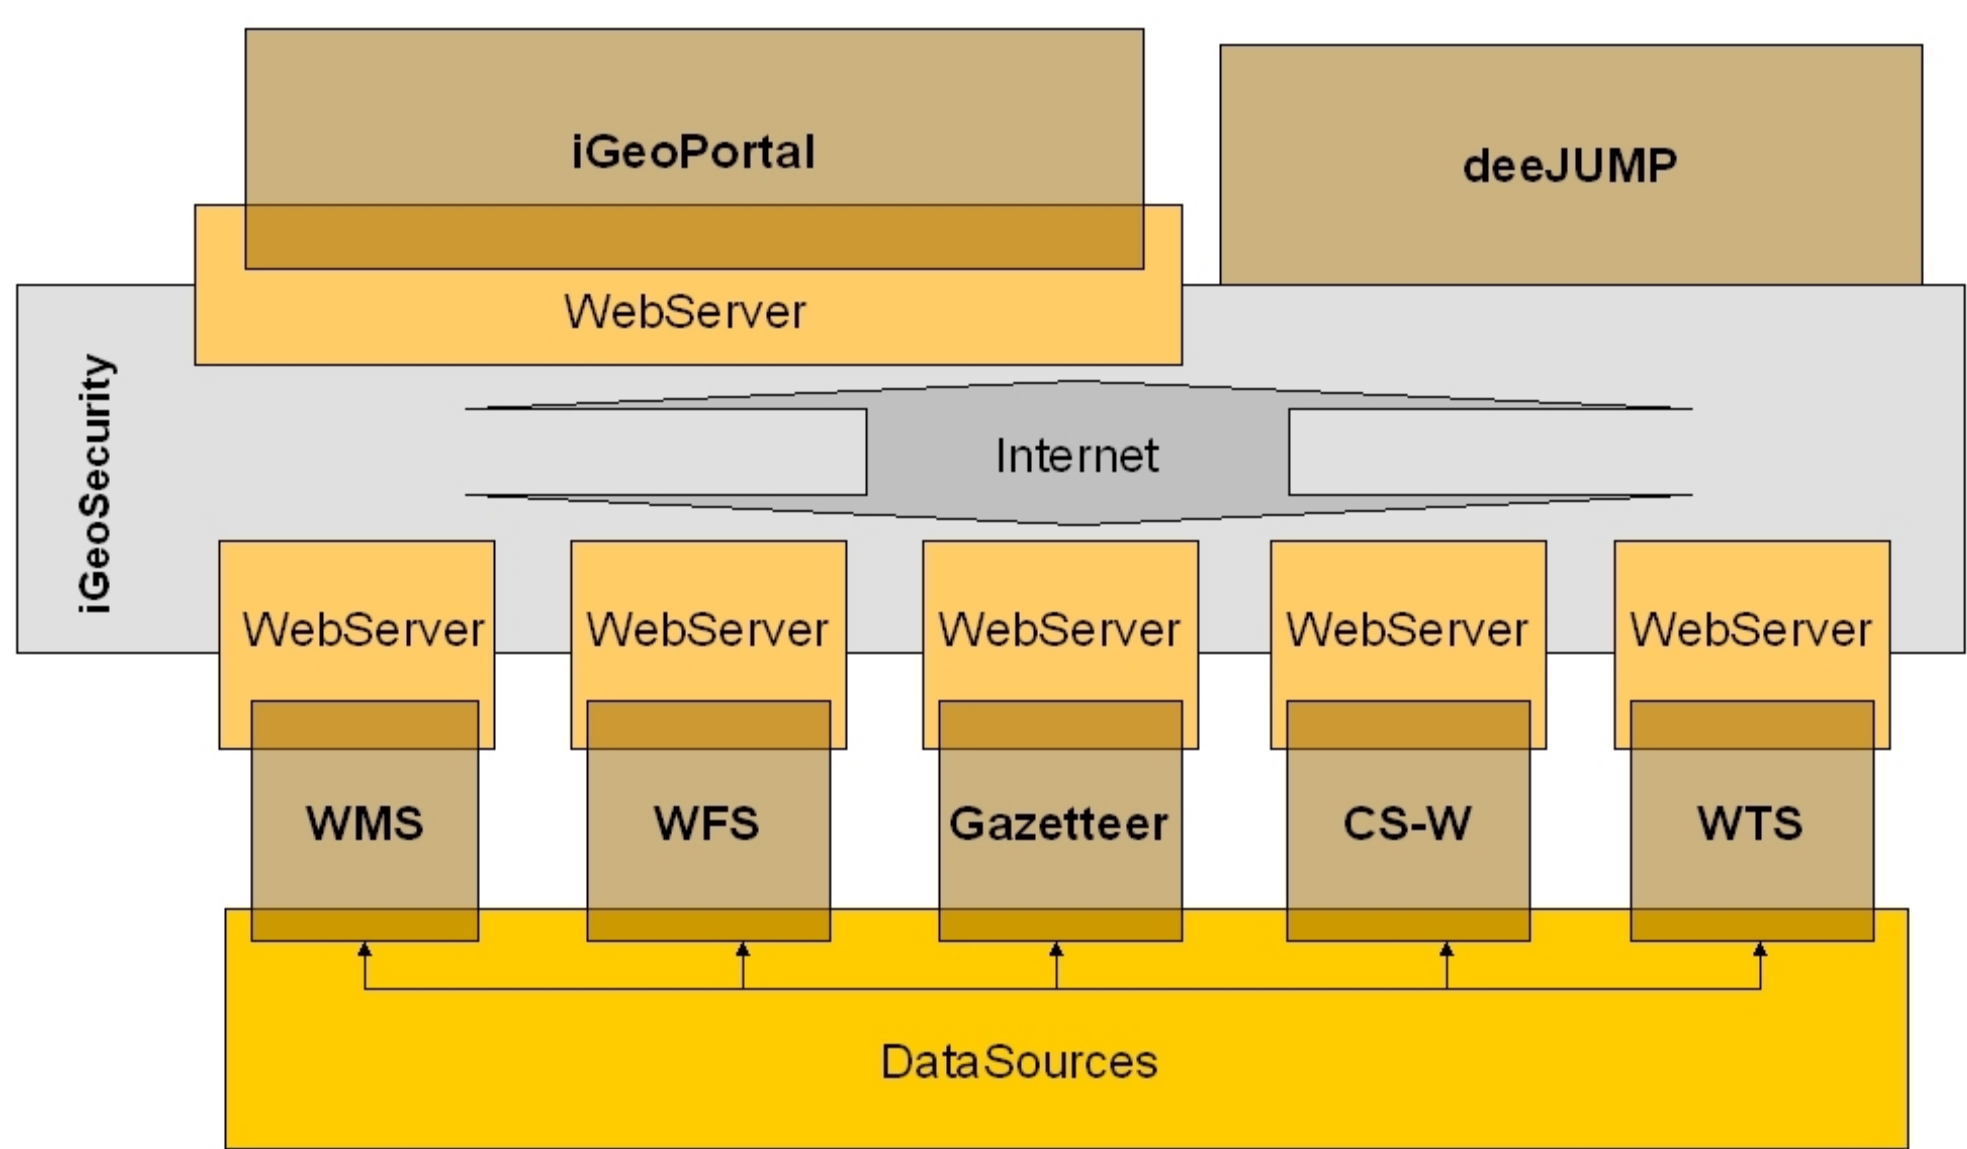 iGeoPortal
deeJUMP
WebServer
iGeoSecurity
Internet
WebServer
WebServer
WebServer
WebServer
WebServer
WMS
WFS
Gazetteer
CS-W
WTS
DataSources